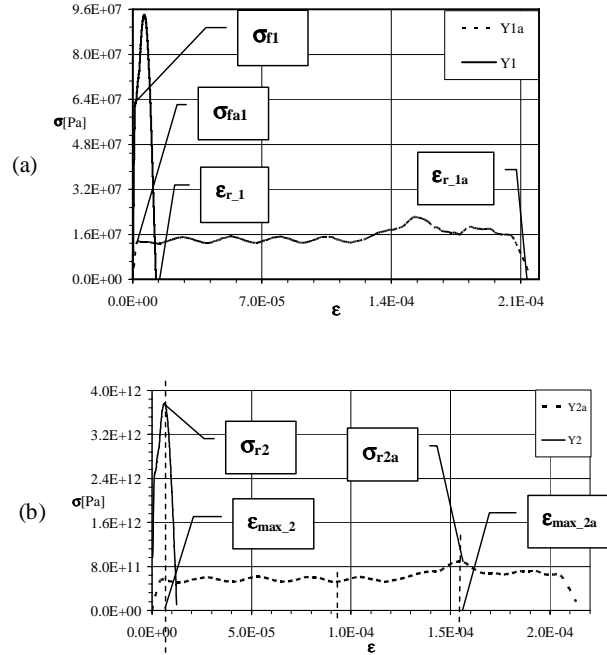 9.6E+07
8.0E+07
6.4E+07
4.8E+07
3.2E+07
1.6E+07
0.0E+00
σ[Pa]
(a)
σf1
σfa1
εr_1
εr_1a
Y1a
Y1
0.0E+00 7.0E-05 1.4E-04 2.1E-04
ε
4.0E+12
3.2E+12
2.4E+12
1.6E+12
8.0E+11
0.0E+00
σ[Pa]
(b)
σr2
σr2a
εmax_2
εmax_2a
Y2a
Y2
0.0E+00 5.0E-05 1.0E-04 1.5E-04 2.0E-04
ε